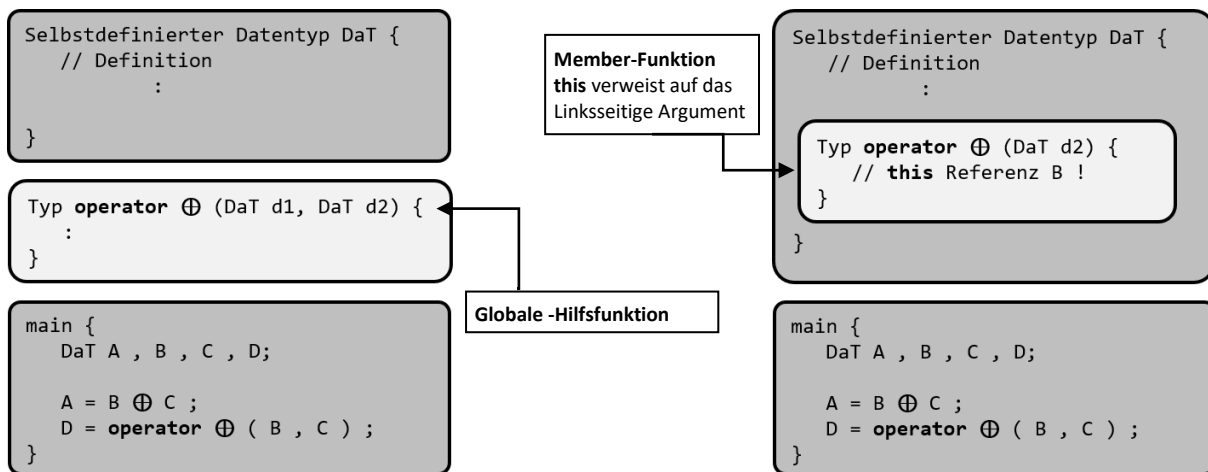 Selbstdefinierter Datentyp DaT {
// Definition
:
}
Typ operator ⊕ (DaT d1, DaT d2) {
:
}
Globale -Hilfsfunktion
main {
DaT A , B , C , D;
A = B ⊕ C ;
D = operator ⊕ ( B , C ) ;
}
Member-Funktion
this verweist auf das
Linksseitige Argument
Selbstdefinierter Datentyp DaT {
// Definition
:
Typ operator ⊕ (DaT d2) {
// this Referenz B !
}
}
main {
DaT A , B , C , D;
A = B ⊕ C ;
D = operator ⊕ ( B , C ) ;
}